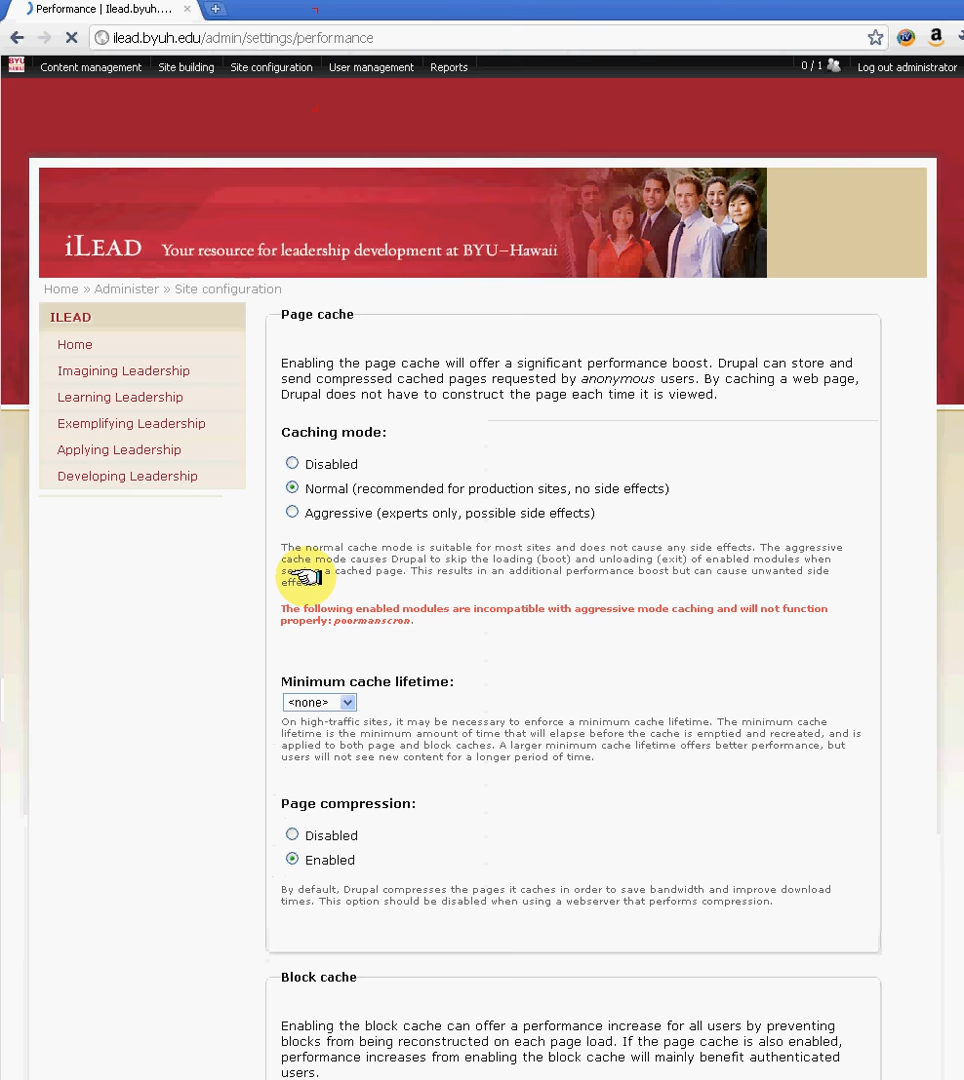 Performance | Ilead.byuh....
ilead.byuh.edu/admin/settings/performance
Content management Site building Site configuration User management Reports 0 / 1 Log out administrator
iLEAD Your resource for leadership development at BYU–Hawaii
Home » Administer » Site configuration
ILEAD
Home
Imagining Leadership
Learning Leadership
Exemplifying Leadership
Applying Leadership
Developing Leadership
Page cache
Enabling the page cache will offer a significant performance boost. Drupal can store and
send compressed cached pages requested by anonymous users. By caching a web page,
Drupal does not have to construct the page each time it is viewed.
Caching mode:
Disabled
Normal (recommended for production sites, no side effects)
Aggressive (experts only, possible side effects)
The normal cache mode is suitable for most sites and does not cause any side effects. The aggressive
cache mode causes Drupal to skip the loading (boot) and unloading (exit) of enabled modules when
a cached page. This results in an additional performance boost but can cause unwanted side
The following enabled modules are incompatible with aggressive mode caching and will not function
properly: poormanscron.
Minimum cache lifetime:
<none>
On high-traffic sites, it may be necessary to enforce a minimum cache lifetime. The minimum cache
lifetime is the minimum amount of time that will elapse before the cache is emptied and recreated, and is
applied to both page and block caches. A larger minimum cache lifetime offers better performance, but
users will not see new content for a longer period of time.
Page compression:
Disabled
Enabled
By default, Drupal compresses the pages it caches in order to save bandwidth and improve download
times. This option should be disabled when using a webserver that performs compression.
Block cache
Enabling the block cache can offer a performance increase for all users by preventing
blocks from being reconstructed on each page load. If the page cache is also enabled,
performance increases from enabling the block cache will mainly benefit authenticated
users.